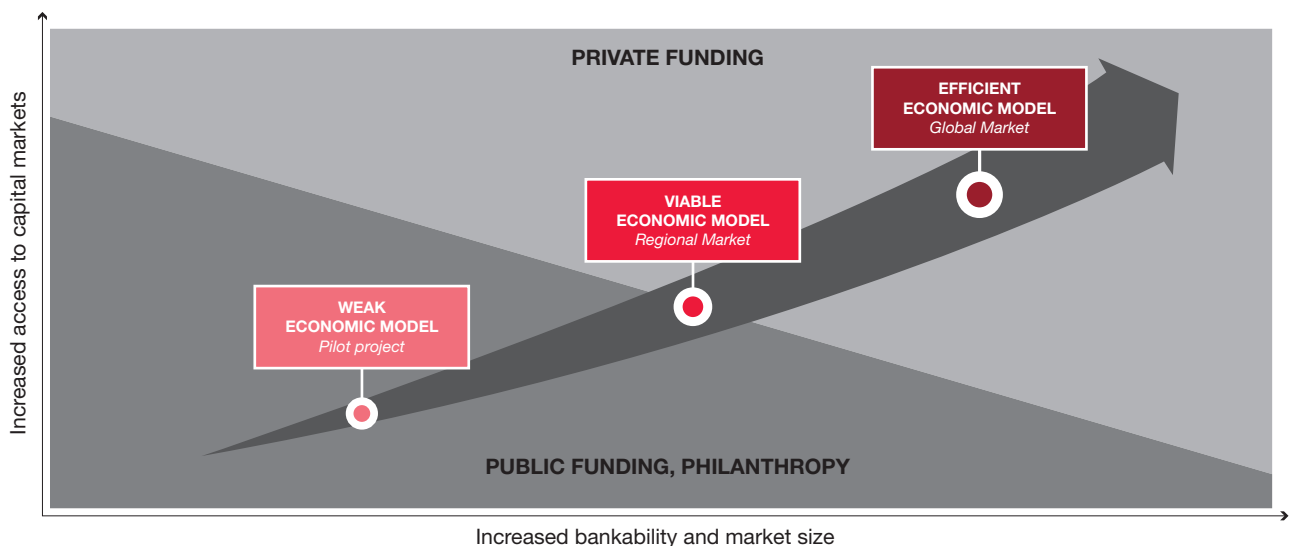 PRIVATE FUNDING
EFFICIENT
ECONOMIC MODEL
Global Market
VIABLE
ECONOMIC MODEL
Regional Market
WEAK
ECONOMIC MODEL
Pilot project
PUBLIC FUNDING, PHILANTHROPY
Increased access to capital markets
Increased bankability and market size